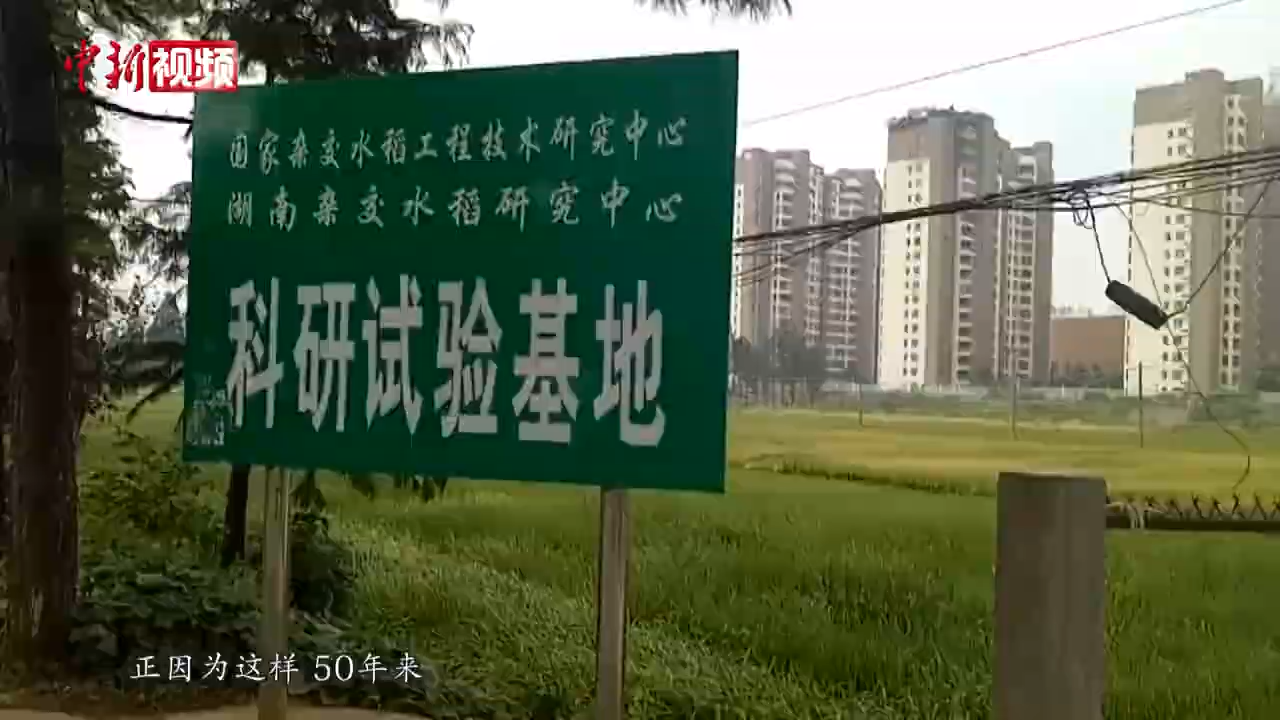 中新视频
国家杂交水稻工程技术研究中心
湖南杂交水稻研究中心
科研试验基地
正因为这样 50年来